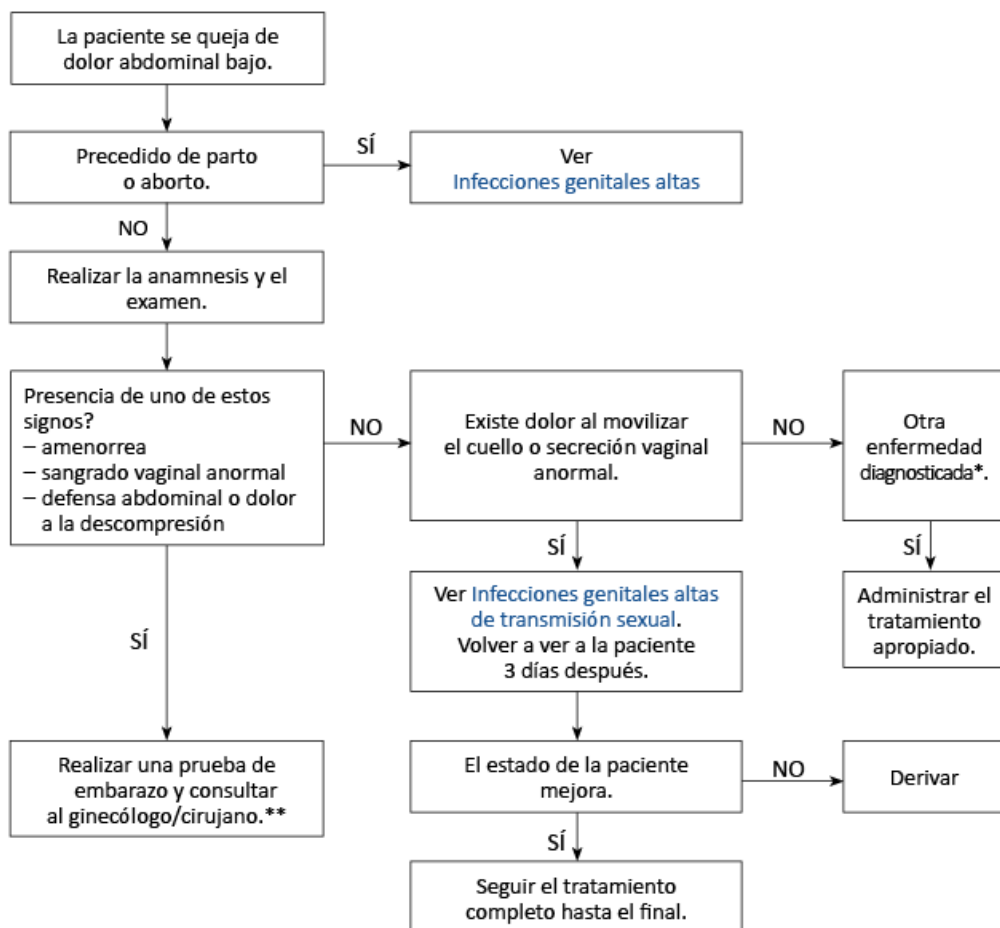 La paciente se queja de
dolor abdominal bajo.
Precedido de parto
o aborto.
SÍ
Ver
Infecciones genitales altas
NO
Realizar la anamnesis y el
examen.
Presencia de uno de estos
signos?
– amenorrea
– sangrado vaginal anormal
– defensa abdominal o dolor
a la descompresión
NO
Existe dolor al movilizar
el cuello o secreción vaginal
anormal.
NO
Otra
enfermedad
diagnosticada*.
SÍ
SÍ
Ver Infecciones genitales altas
de transmisión sexual.
Volver a ver a la paciente
3 días después.
Administrar el
tratamiento
apropiado.
SÍ
Realizar una prueba de
embarazo y consultar
al ginecólogo/cirujano.**
El estado de la paciente
mejora.
NO
Derivar
SÍ
Seguir el tratamiento
completo hasta el final.